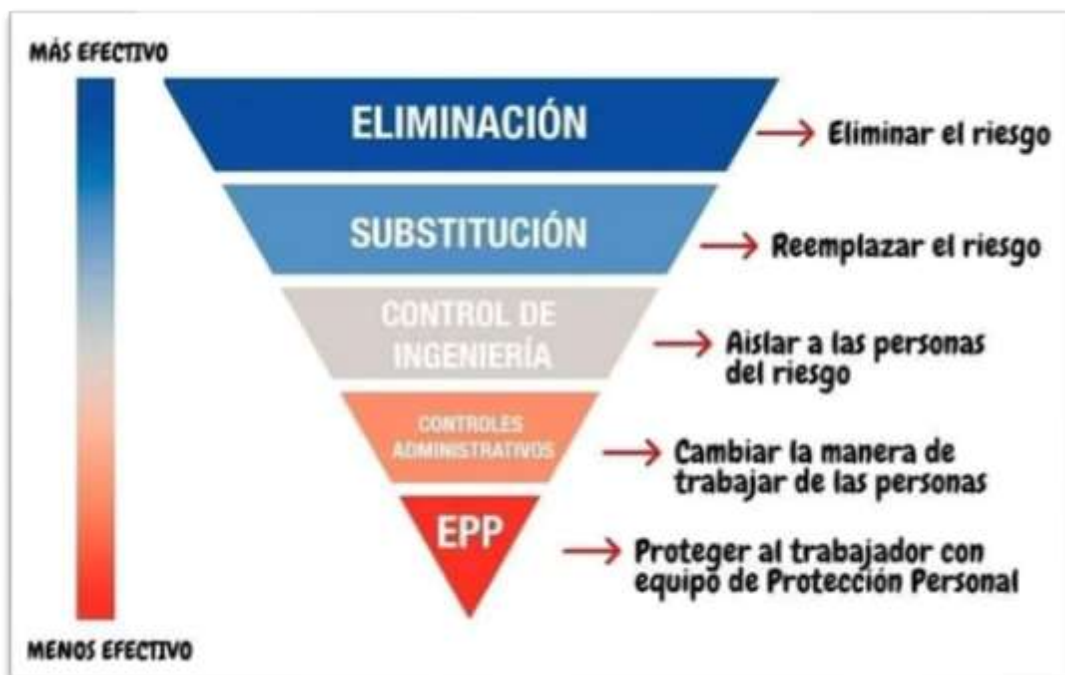 MÁS EFECTIVO
ELIMINACIÓN
Eliminar el riesgo
SUBSTITUCIÓN
Reemplazar el riesgo
CONTROL DE
INGENIERÍA
Aislar a las personas
del riesgo
CONTROLES
ADMINISTRATIVOS
Cambiar la manera de
trabajar de las personas
EPP
Proteger al trabajador con
equipo de Protección Personal
MENOS EFECTIVO